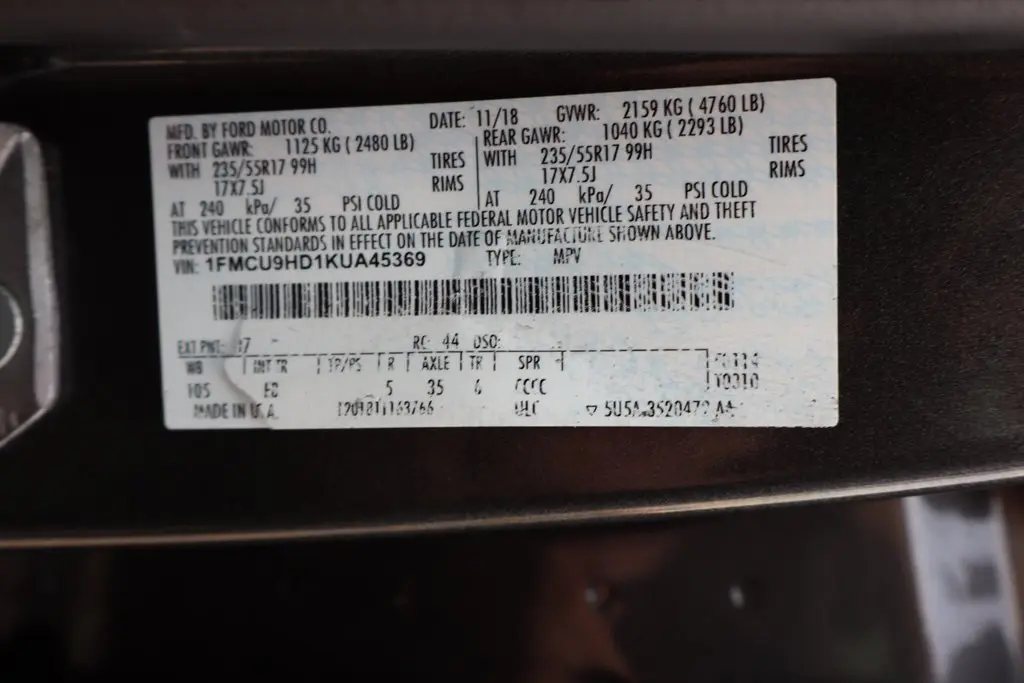 MFD. BY FORD MOTOR CO. DATE: 11/18 GVWR: 2159 KG ( 4760 LB)
FRONT GAWR: 1125 KG ( 2480 LB) REAR GAWR: 1040 KG ( 2293 LB)
WITH 235/55R17 99H TIRES WITH 235/55R17 99H TIRES
17X7.5J RIMS 17X7.5J RIMS
AT 240 kPa/ 35 PSI COLD AT 240 kPa/ 35 PSI COLD
THIS VEHICLE CONFORMS TO ALL APPLICABLE FEDERAL MOTOR VEHICLE SAFETY AND THEFT
PREVENTION STANDARDS IN EFFECT ON THE DATE OF MANUFACTURE SHOWN ABOVE.
VIN: 1FMCU9HD1KUA45369 TYPE: MPV
EXT PNT: RC: 44 DSO:
WB INT TR TP/PS R AXLE TR SPR
105 5 35
MADE IN U.S.A.